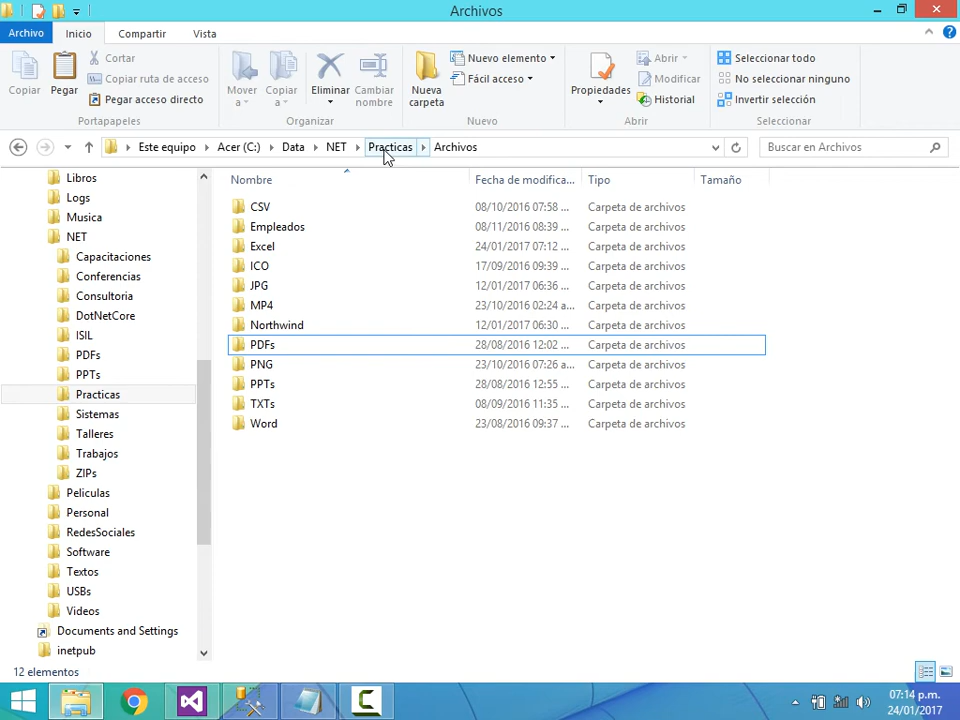 Archivos
Archivo Inicio Compartir Vista
Copiar
Pegar
Cortar
Copiar ruta de acceso
Pegar acceso directo
Portapapeles
Mover a
Copiar a
Eliminar
Cambiar nombre
Organizar
Nueva carpeta
Nuevo elemento
Fácil acceso
Nuevo
Propiedades
Abrir
Modificar
Historial
Abrir
Seleccionar todo
No seleccionar ninguno
Invertir selección
Seleccionar
Este equipo Acer (C:) Data NET Practicas Archivos
Buscar en Archivos
Libros
Logs
Musica
NET
Capacitaciones
Conferencias
Consultoria
DotNetCore
ISIL
PDFs
PPTs
Practicas
Sistemas
Talleres
Trabajos
ZIPs
Peliculas
Personal
RedesSociales
Software
Textos
USBs
Videos
Documents and Settings
inetpub
Nombre Fecha de modifica... Tipo Tamaño
CSV 08/10/2016 07:58 ... Carpeta de archivos
Empleados 08/11/2016 08:39 ... Carpeta de archivos
Excel 24/01/2017 07:12 ... Carpeta de archivos
ICO 17/09/2016 09:39 ... Carpeta de archivos
JPG 12/01/2017 06:36 ... Carpeta de archivos
MP4 23/10/2016 02:24 a... Carpeta de archivos
Northwind 12/01/2017 06:30 ... Carpeta de archivos
PDFs 28/08/2016 12:02 ... Carpeta de archivos
PNG 23/10/2016 07:26 a... Carpeta de archivos
PPTs 28/08/2016 12:55 ... Carpeta de archivos
TXTs 08/09/2016 11:35 ... Carpeta de archivos
Word 23/08/2016 09:37 ... Carpeta de archivos
12 elementos
07:14 p.m.
24/01/2017